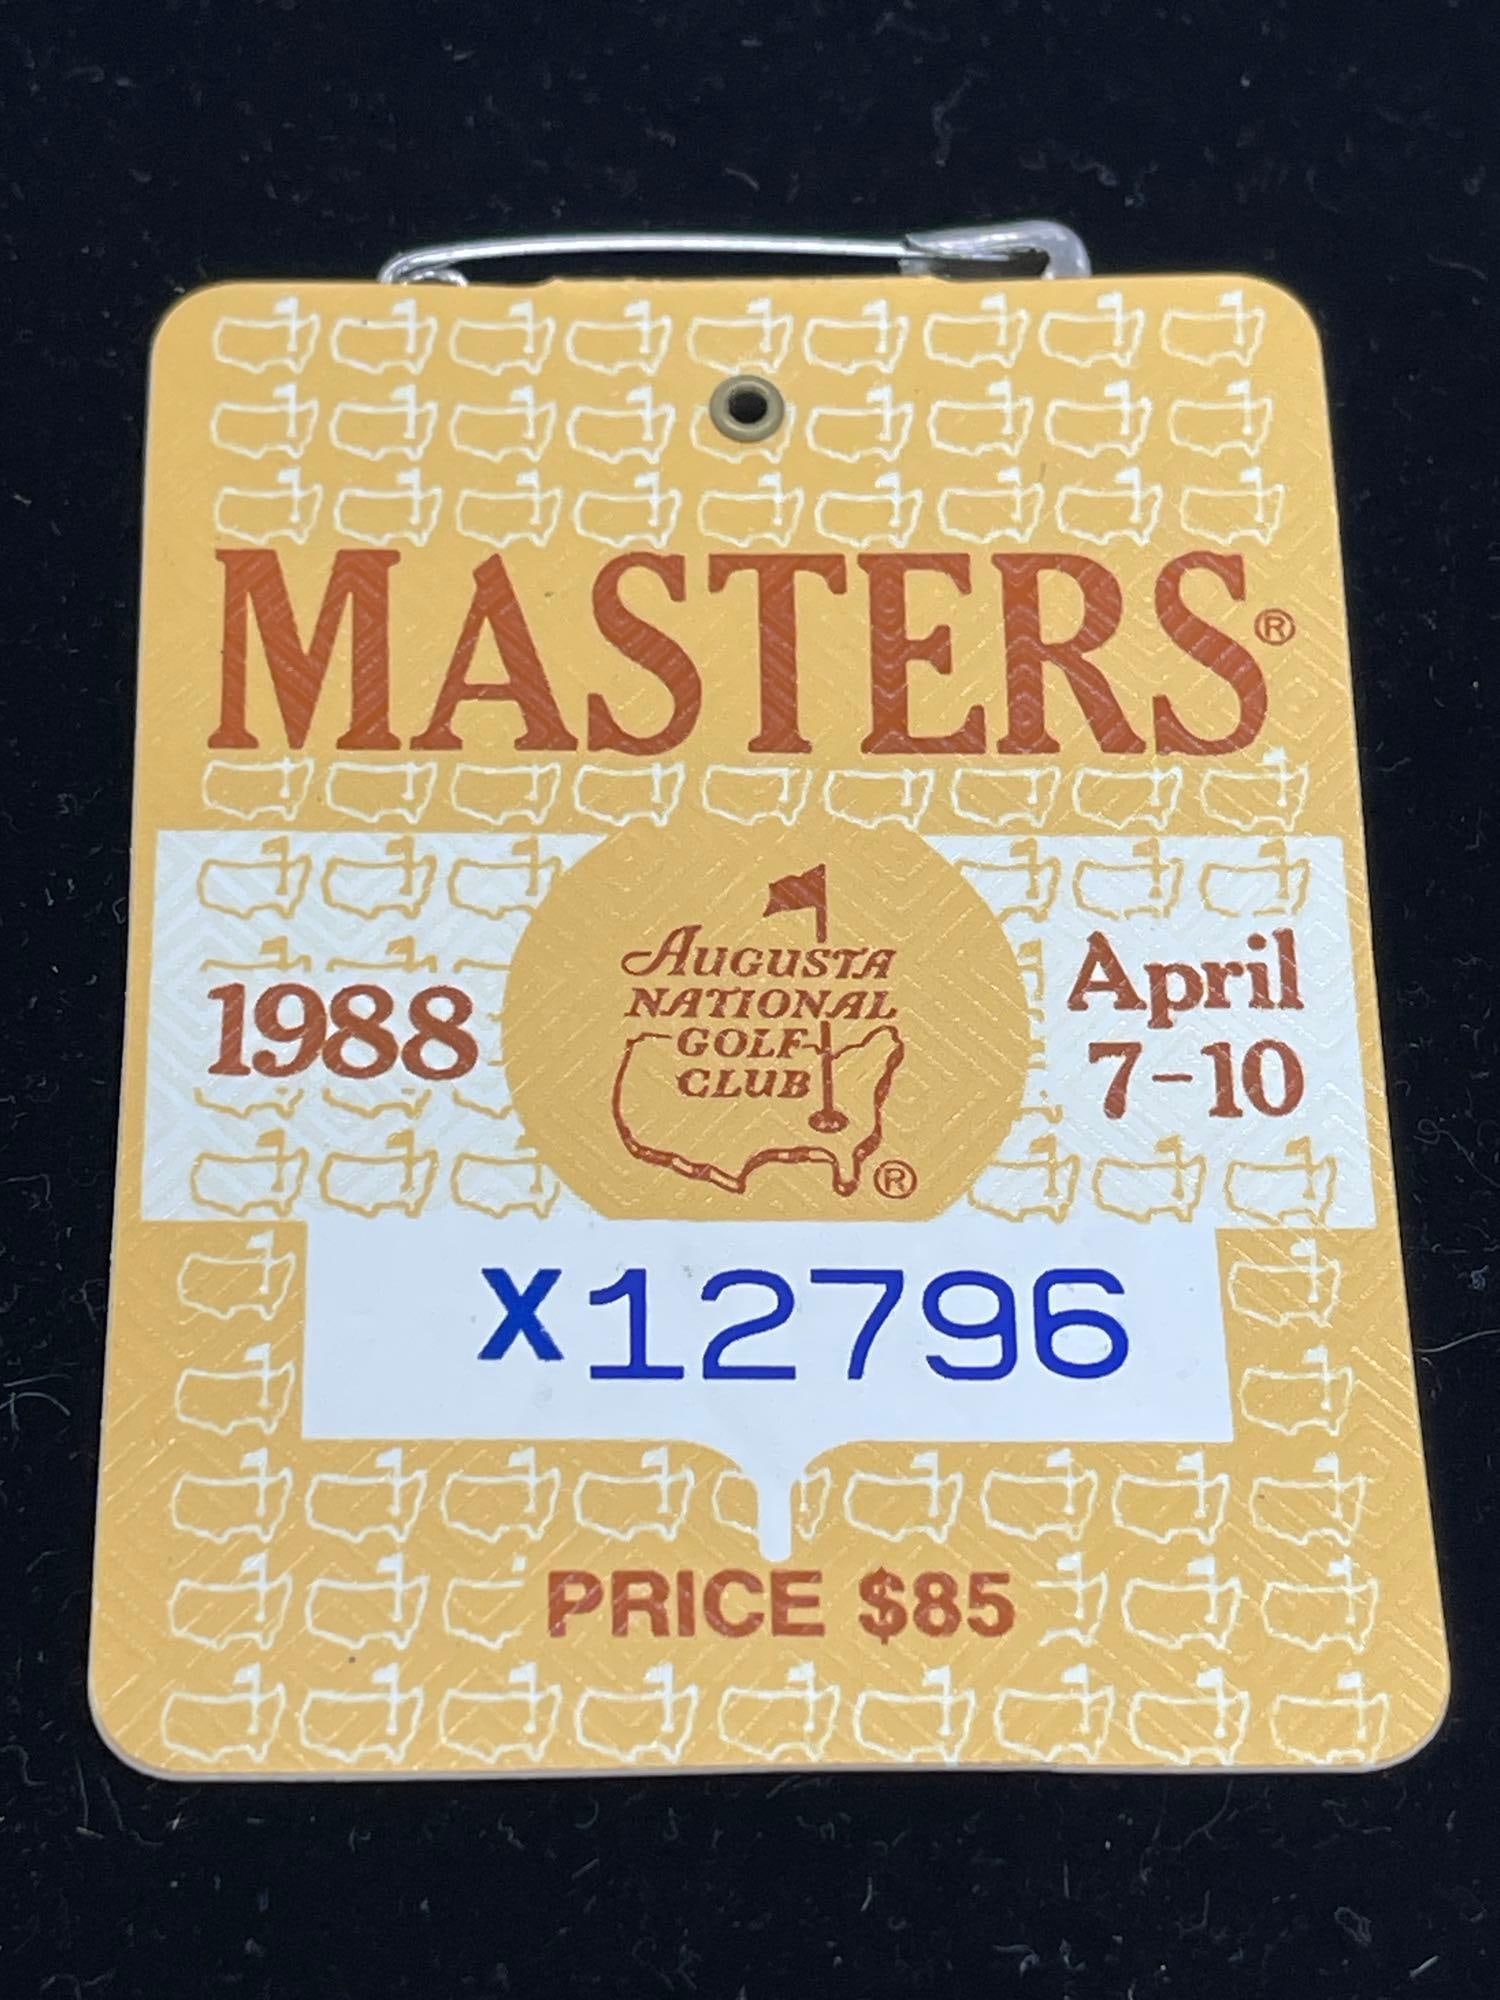 MASTERS®
1988
AUGUSTA
NATIONAL
GOLF
CLUB
®
April
7-10
X12796
PRICE $85